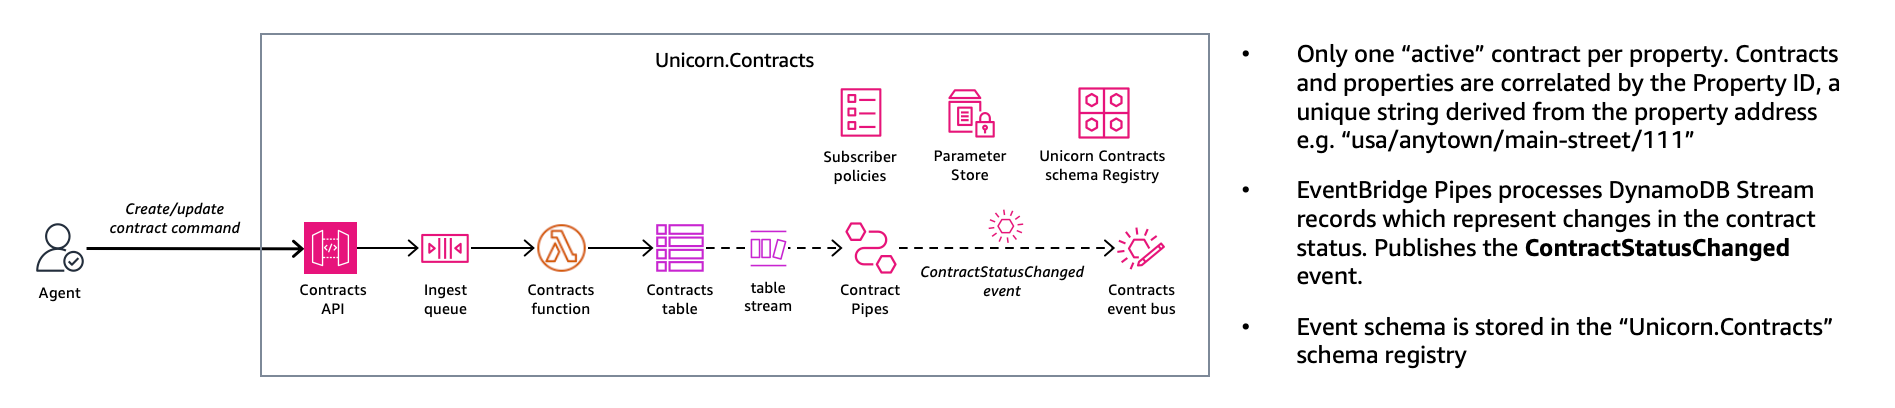 Unicorn.Contracts
Subscriber
policies
Parameter
Store
Unicorn Contracts
schema Registry
Create/update
contract command
Agent
Contracts
API
Ingest
queue
Contracts
function
Contracts
table
table
stream
Contract
Pipes
ContractStatusChanged
event
Contracts
event bus
• Only one “active” contract per property. Contracts
and properties are correlated by the Property ID, a
unique string derived from the property address
e.g. “usa/anytown/main-street/111”
• EventBridge Pipes processes DynamoDB Stream
records which represent changes in the contract
status. Publishes the ContractStatusChanged
event.
• Event schema is stored in the “Unicorn.Contracts”
schema registry